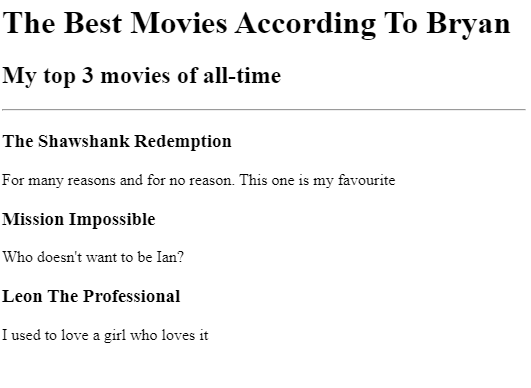 The Best Movies According To Bryan
My top 3 movies of all-time
The Shawshank Redemption
For many reasons and for no reason. This one is my favourite
Mission Impossible
Who doesn't want to be Ian?
Leon The Professional
I used to love a girl who loves it